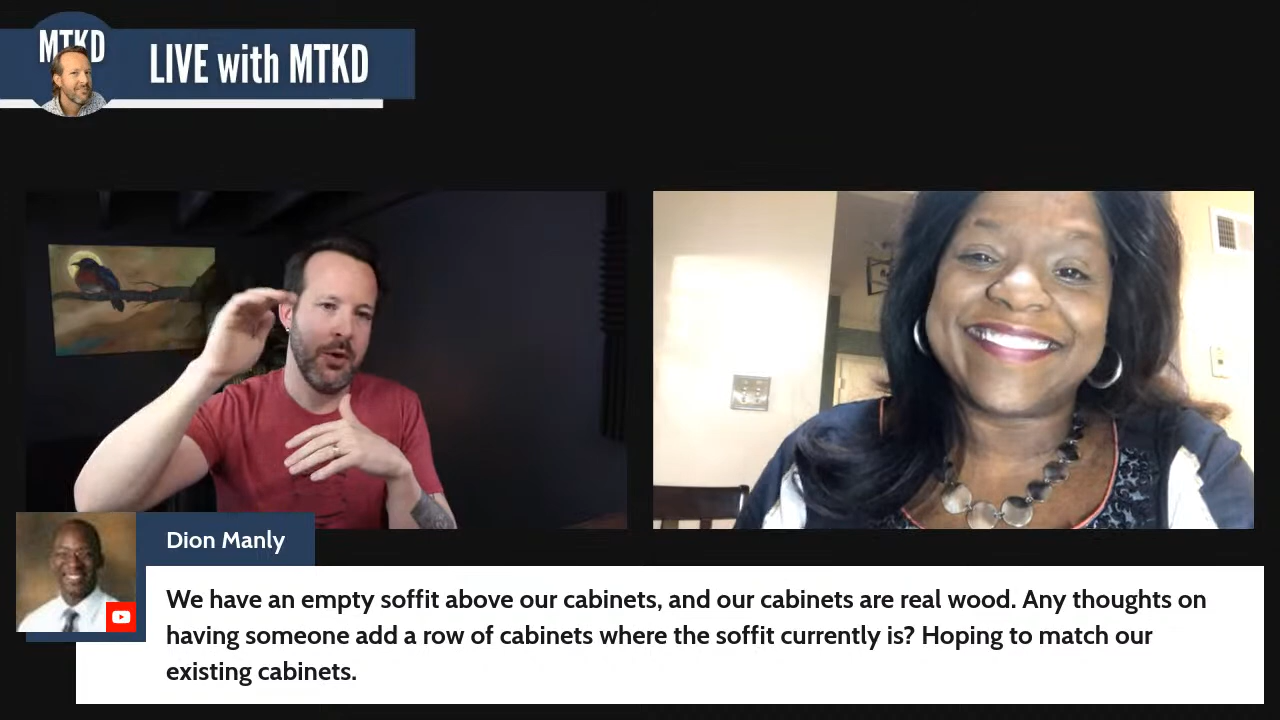 MTKD
LIVE with MTKD
Dion Manly
We have an empty soffit above our cabinets, and our cabinets are real wood. Any thoughts on
having someone add a row of cabinets where the soffit currently is? Hoping to match our
existing cabinets.